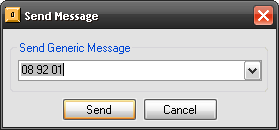 Send Message
Send Generic Message
08 92 01
Send Cancel